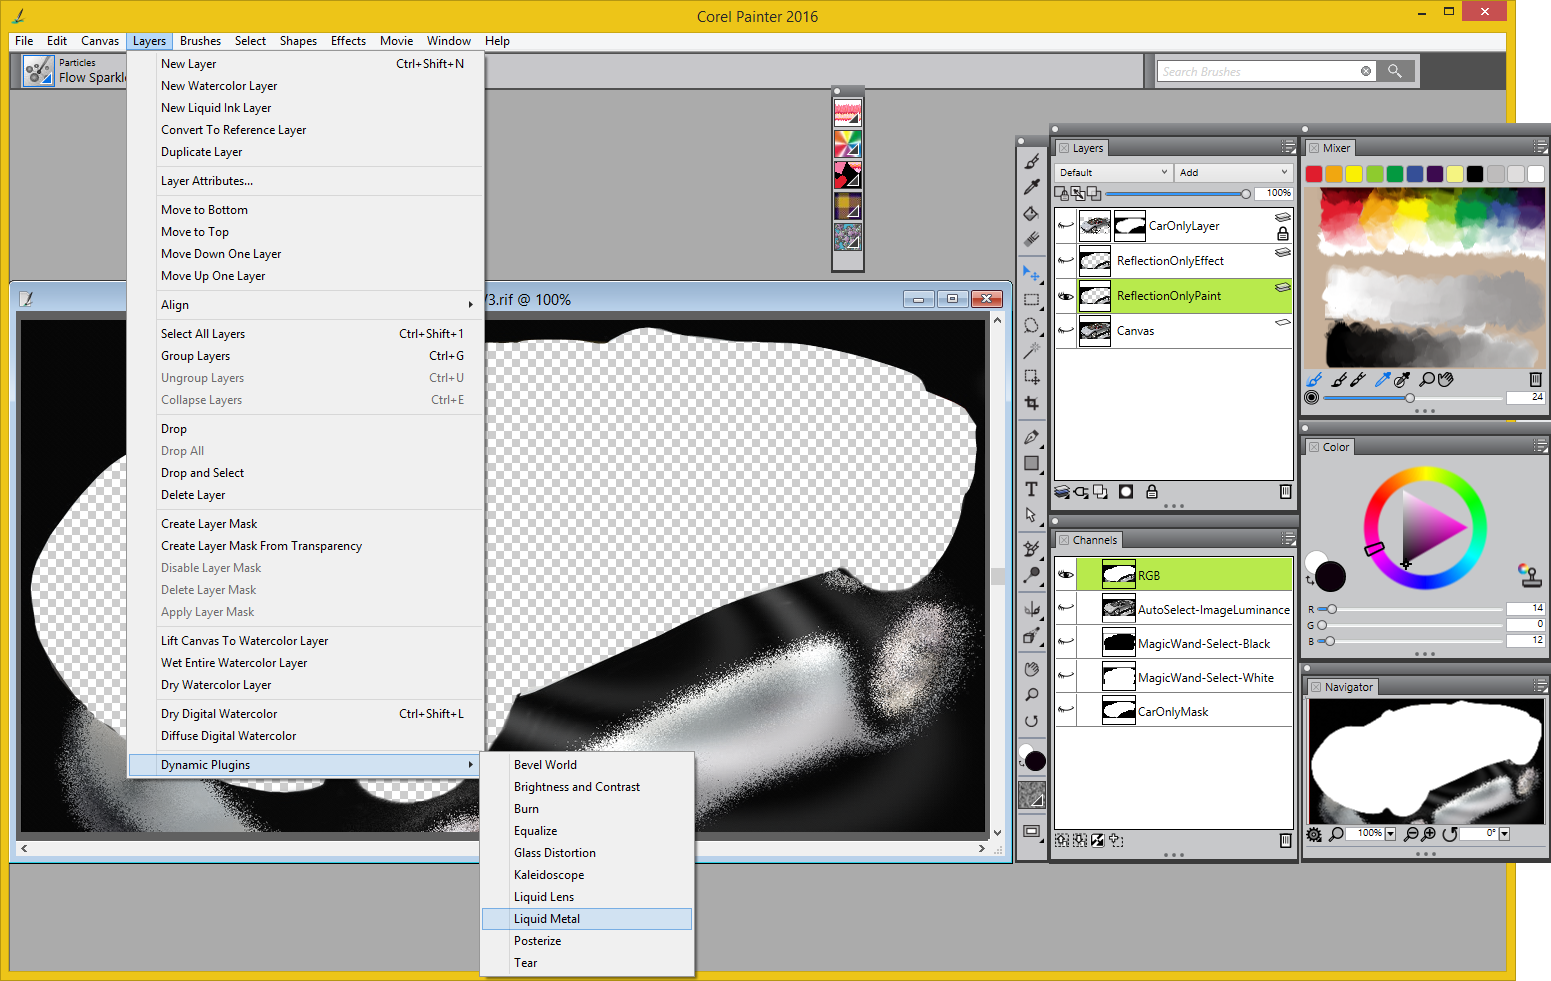 Corel Painter 2016
File Edit Canvas Layers Brushes Select Shapes Effects Movie Window Help
Particles
Flow Sparkl
Search Brushes
New Layer Ctrl+Shift+N
New Watercolor Layer
New Liquid Ink Layer
Convert To Reference Layer
Duplicate Layer
Layer Attributes...
Move to Bottom
Move to Top
Move Down One Layer
Move Up One Layer
Align
Select All Layers Ctrl+Shift+1
Group Layers Ctrl+G
Ungroup Layers Ctrl+U
Collapse Layers Ctrl+E
Drop
Drop All
Drop and Select
Delete Layer
Create Layer Mask
Create Layer Mask From Transparency
Disable Layer Mask
Delete Layer Mask
Apply Layer Mask
Lift Canvas To Watercolor Layer
Wet Entire Watercolor Layer
Dry Watercolor Layer
Dry Digital Watercolor Ctrl+Shift+L
Diffuse Digital Watercolor
Dynamic Plugins
Bevel World
Brightness and Contrast
Burn
Equalize
Glass Distortion
Kaleidoscope
Liquid Lens
Liquid Metal
Posterize
Tear
3.rif @ 100%
T
Layers
Default Add
100%
CarOnlyLayer
ReflectionOnlyEffect
ReflectionOnlyPaint
Canvas
Channels
RGB
AutoSelect-ImageLuminance
MagicWand-Select-Black
MagicWand-Select-White
CarOnlyMask
Mixer
24
Color
R 14
G 0
B 12
Navigator
100% 0°